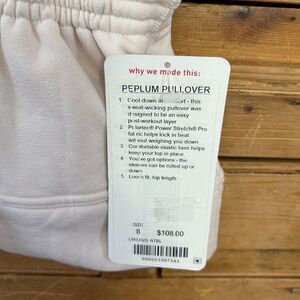 why we made this:
PEPLUM PULLOVER
1. Cool down in - this
sweat-wicking pullover was
designed to be an easy
post-workout layer
2. Polartec® Power Stretch® Pro
fabric helps lock in heat
without weighing you down
3. Comfortable elastic hem helps
keep your top in place
4. You've got options - the
sleeves can be rolled up or
down
5. Loose fit, hip length
SIZE
8 $108.00